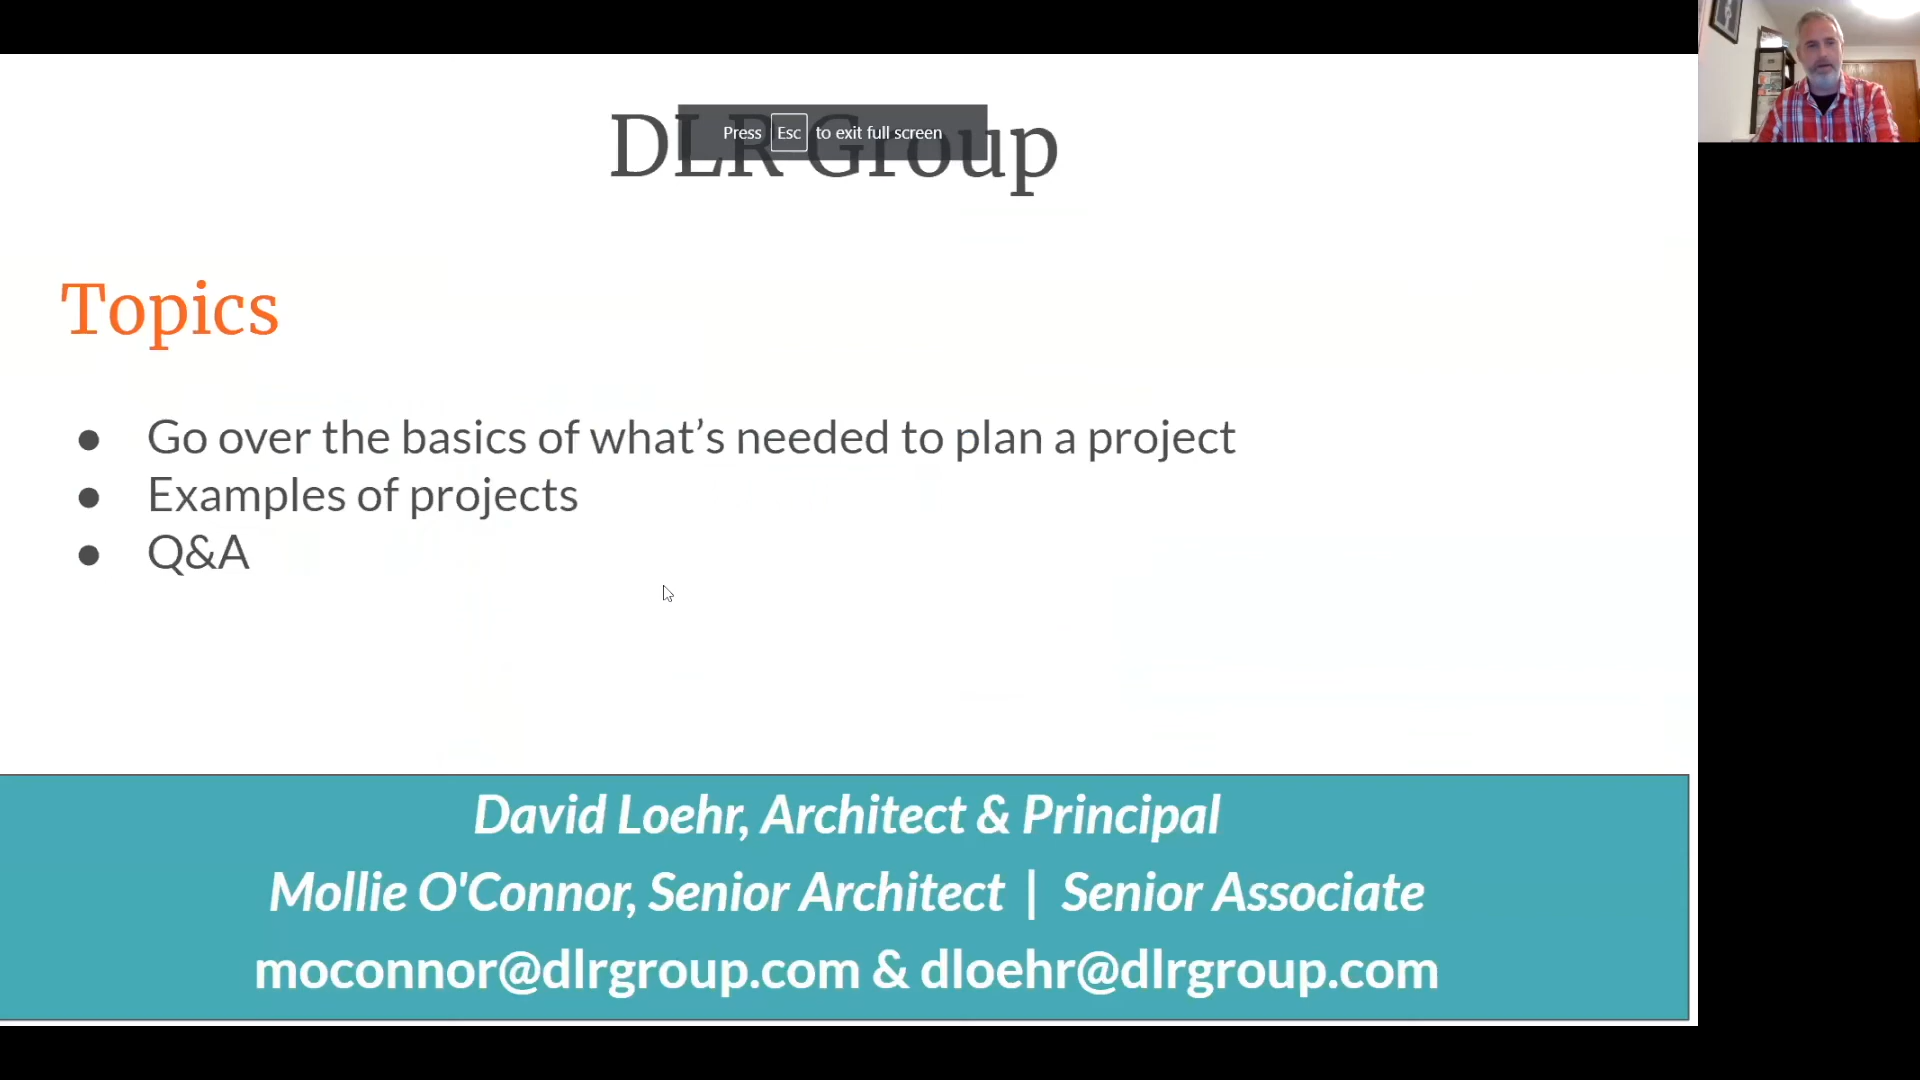 DLR Group
Press Esc to exit full screen
Topics
● Go over the basics of what’s needed to plan a project
● Examples of projects
● Q&A
David Loehr, Architect & Principal
Mollie O'Connor, Senior Architect | Senior Associate
moconnor@dlrgroup.com & dloehr@dlrgroup.com